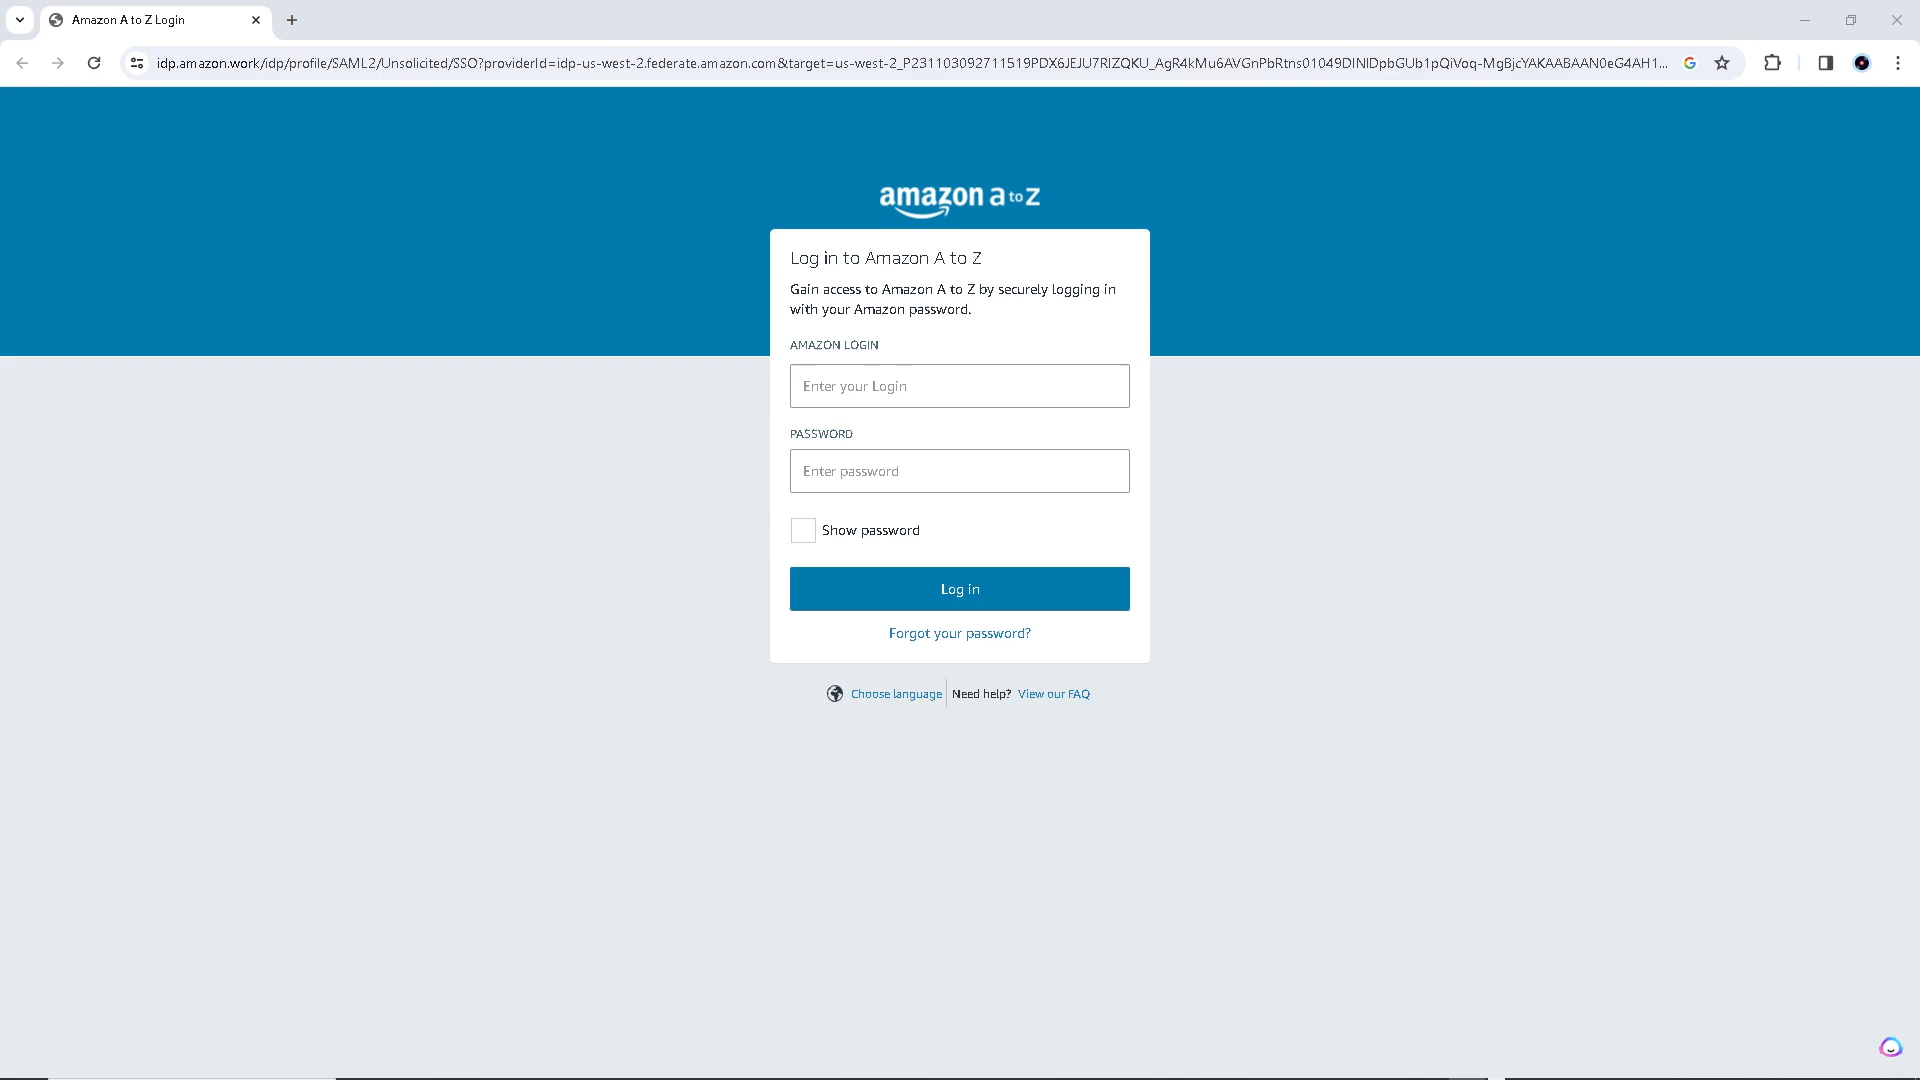 Amazon A to Z Login
idp.amazon.work/idp/profile/SAML2/Unsolicited/SSO?providerId=idp-us-west-2.federate.amazon.com&target=us-west-2_P231103092711519PDX6JEJU7RIZQKU_AgR4kMu6AVGnPbRtns01049DINIDpbGUb1pQiVoq-MgBjcYAKAABAAN0eG4AH1...
amazon a to z
Log in to Amazon A to Z
Gain access to Amazon A to Z by securely logging in
with your Amazon password.
AMAZON LOGIN
Enter your Login
PASSWORD
Enter password
Show password
Log in
Forgot your password?
Choose language Need help? View our FAQ